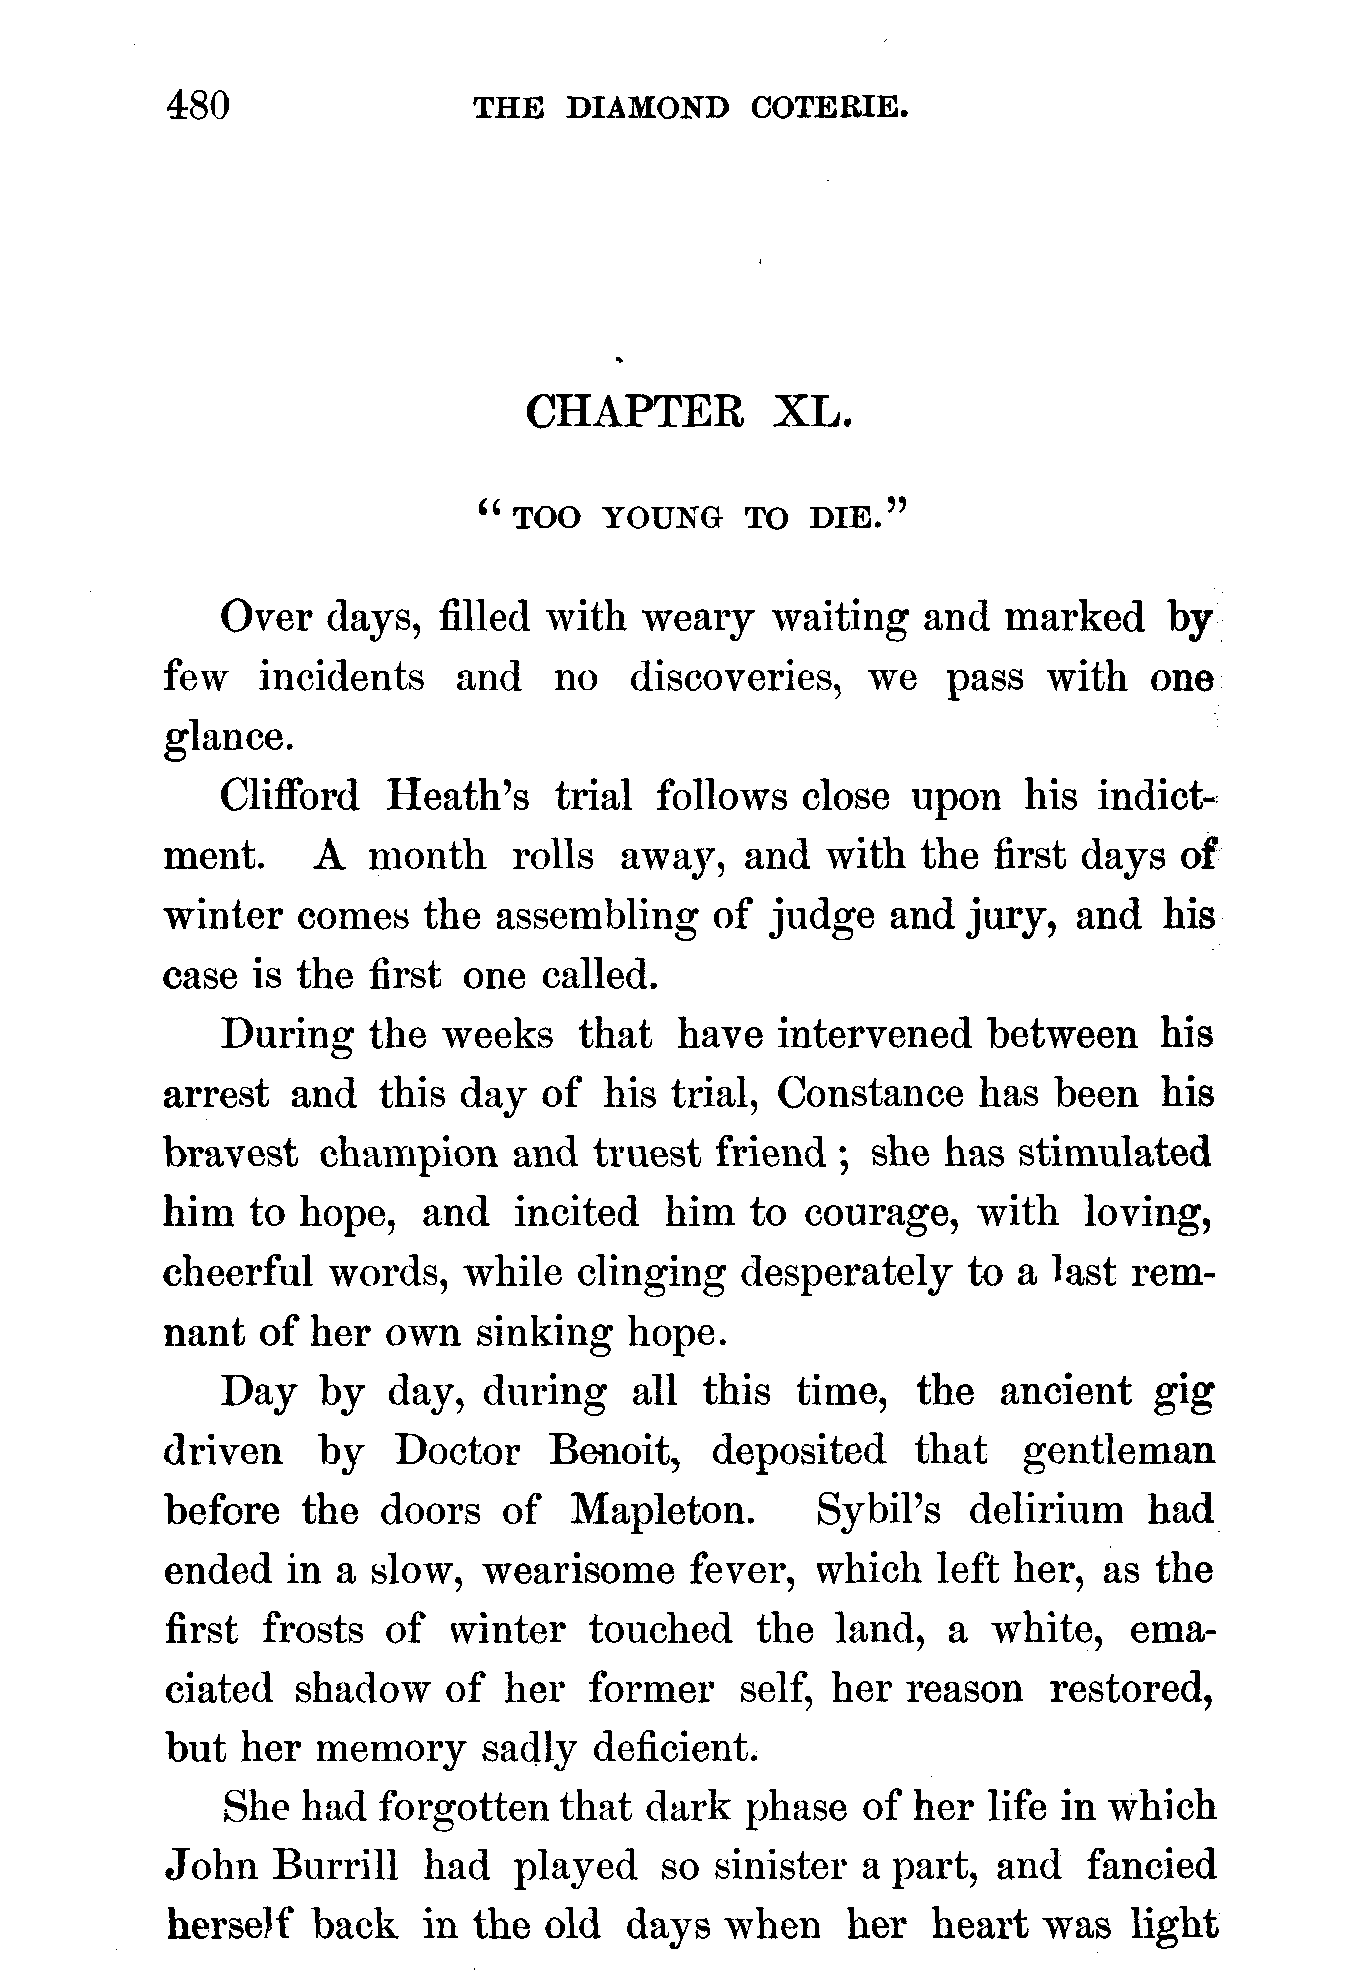 480 THE DIAMOND COTERIE.
CHAPTER XL.
“TOO YOUNG TO DIE.”
Over days, filled with weary waiting and marked by
few incidents and no discoveries, we pass with one
glance.
Clifford Heath’s trial follows close upon his indict-
ment. A month rolls away, and with the first days of
winter comes the assembling of judge and jury, and his
case is the first one called.
During the weeks that have intervened between his
arrest and this day of his trial, Constance has been his
bravest champion and truest friend ; she has stimulated
him to hope, and incited him to courage, with loving,
cheerful words, while clinging desperately to a last rem-
nant of her own sinking hope.
Day by day, during all this time, the ancient gig
driven by Doctor Benoit, deposited that gentleman
before the doors of Mapleton. Sybil’s delirium had
ended in a slow, wearisome fever, which left her, as the
first frosts of winter touched the land, a white, ema-
ciated shadow of her former self, her reason restored,
but her memory sadly deficient.
She had forgotten that dark phase of her life in which
John Burrill had played so sinister a part, and fancied
herself back in the old days when her heart was light